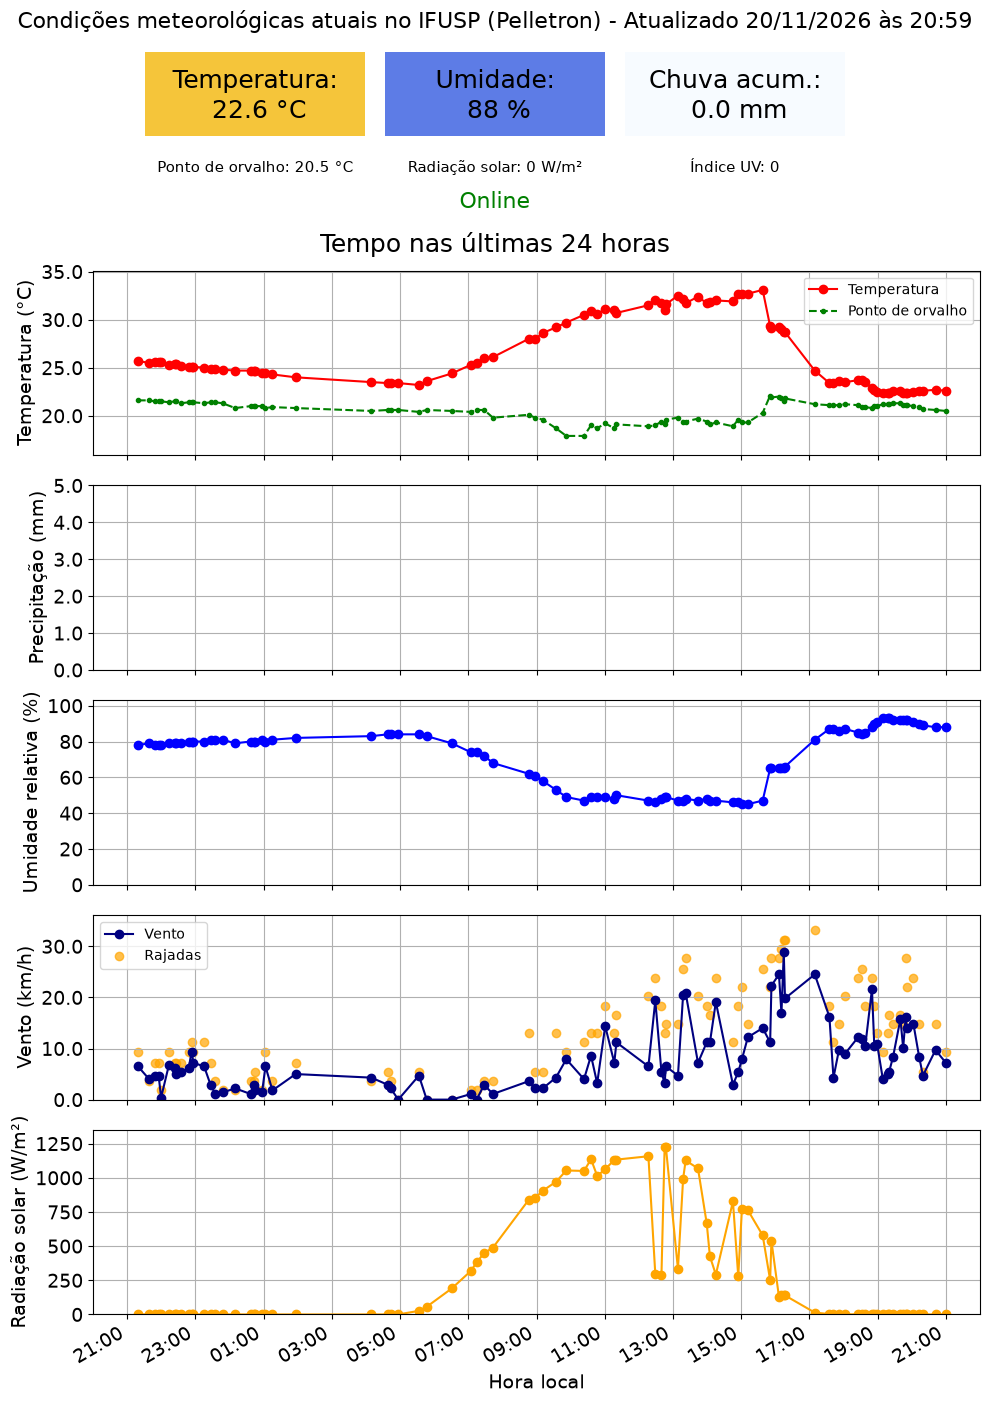 Condições meteorológicas atuais no IFUSP (Pelletron) - Atualizado 20/11/2026 às 20:59
Temperatura:
22.6 °C
Umidade:
88 %
Chuva acum.:
0.0 mm
Ponto de orvalho: 20.5 °C
Radiação solar: 0 W/m²
Índice UV: 0
Online
Tempo nas últimas 24 horas
Temperatura (°C)
35.0
30.0
25.0
20.0
Temperatura
Ponto de orvalho
Precipitação (mm)
5.0
4.0
3.0
2.0
1.0
0.0
Umidade relativa (%)
100
80
60
40
20
0
Vento (km/h)
30.0
20.0
10.0
0.0
Vento
Rajadas
Radiação solar (W/m²)
1250
1000
750
500
250
0
21:00
23:00
01:00
03:00
05:00
07:00
09:00
11:00
13:00
15:00
17:00
19:00
21:00
Hora local